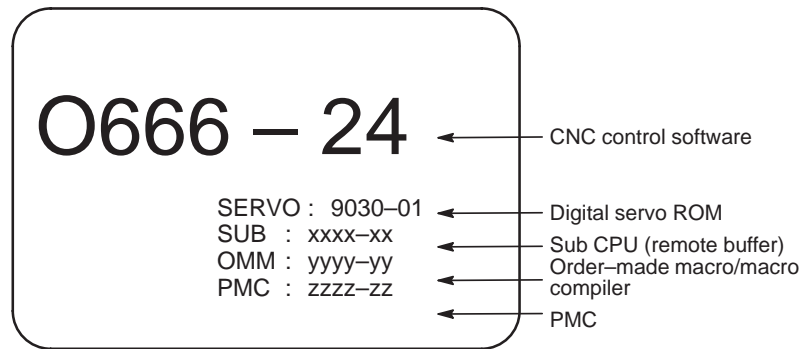 O666 – 24
CNC control software
SERVO : 9030–01
Digital servo ROM
SUB : xxxx–xx
Sub CPU (remote buffer)
OMM : yyyy–yy
Order–made macro/macro
compiler
PMC : zzzz–zz
PMC